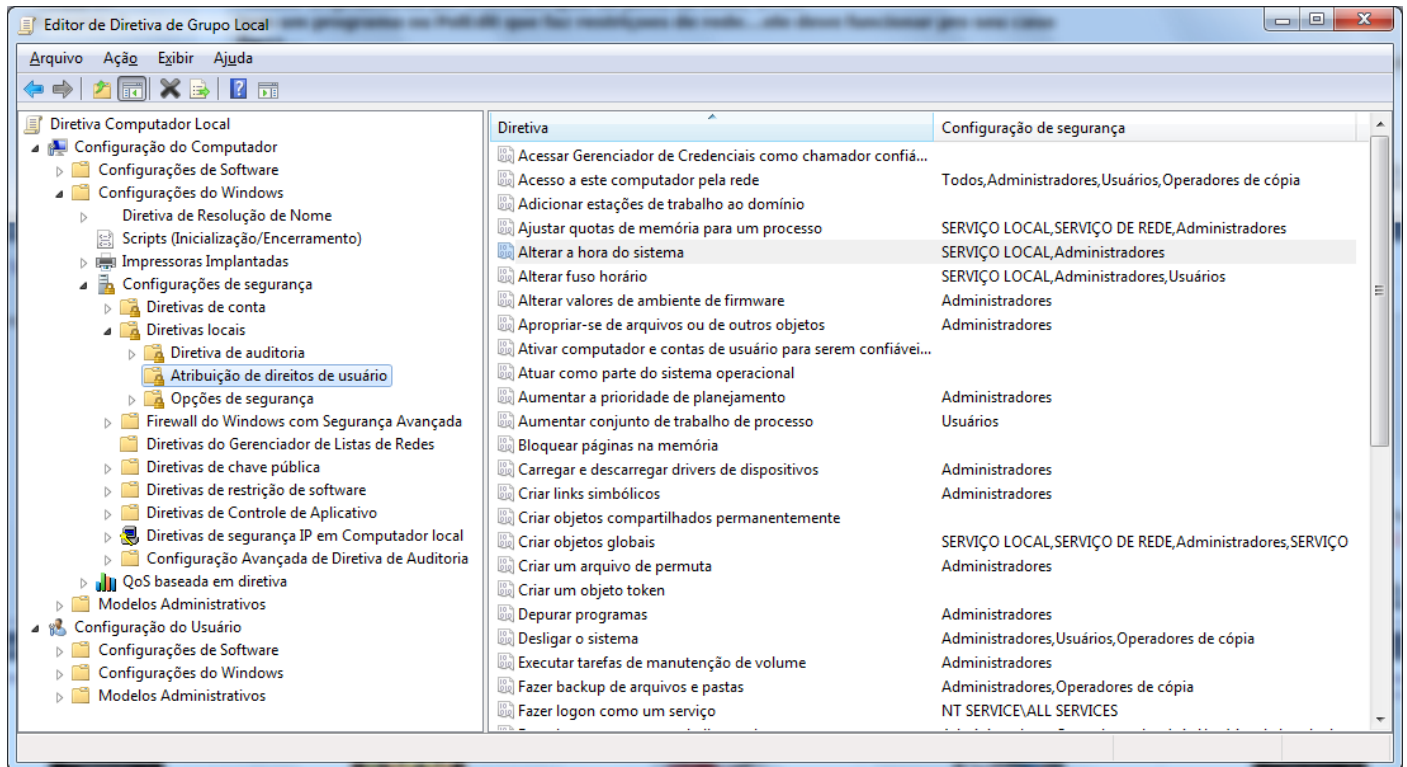 Editor de Diretiva de Grupo Local
Arquivo Ação Exibir Ajuda
Diretiva Computador Local
Configuração do Computador
Configurações de Software
Configurações do Windows
Diretiva de Resolução de Nome
Scripts (Inicialização/Encerramento)
Impressoras Implantadas
Configurações de segurança
Diretivas de conta
Diretivas locais
Diretiva de auditoria
Atribuição de direitos de usuário
Opções de segurança
Firewall do Windows com Segurança Avançada
Diretivas do Gerenciador de Listas de Redes
Diretivas de chave pública
Diretivas de restrição de software
Diretivas de Controle de Aplicativo
Diretivas de segurança IP em Computador local
Configuração Avançada de Diretiva de Auditoria
QoS baseada em diretiva
Modelos Administrativos
Configuração do Usuário
Configurações de Software
Configurações do Windows
Modelos Administrativos
Diretiva Configuração de segurança
Acessar Gerenciador de Credenciais como chamador confiá...
Acesso a este computador pela rede Todos,Administradores,Usuários,Operadores de cópia
Adicionar estações de trabalho ao domínio
Ajustar quotas de memória para um processo SERVIÇO LOCAL,SERVIÇO DE REDE,Administradores
Alterar a hora do sistema SERVIÇO LOCAL,Administradores
Alterar fuso horário SERVIÇO LOCAL,Administradores,Usuários
Alterar valores de ambiente de firmware Administradores
Apropriar-se de arquivos ou de outros objetos Administradores
Ativar computador e contas de usuário para serem confiávei...
Atuar como parte do sistema operacional
Aumentar a prioridade de planejamento Administradores
Aumentar conjunto de trabalho de processo Usuários
Bloquear páginas na memória
Carregar e descarregar drivers de dispositivos Administradores
Criar links simbólicos Administradores
Criar objetos compartilhados permanentemente
Criar objetos globais SERVIÇO LOCAL,SERVIÇO DE REDE,Administradores,SERVIÇO
Criar um arquivo de permuta Administradores
Criar um objeto token
Depurar programas Administradores
Desligar o sistema Administradores,Usuários,Operadores de cópia
Executar tarefas de manutenção de volume Administradores
Fazer backup de arquivos e pastas Administradores,Operadores de cópia
Fazer logon como um serviço NT SERVICE\ALL SERVICES